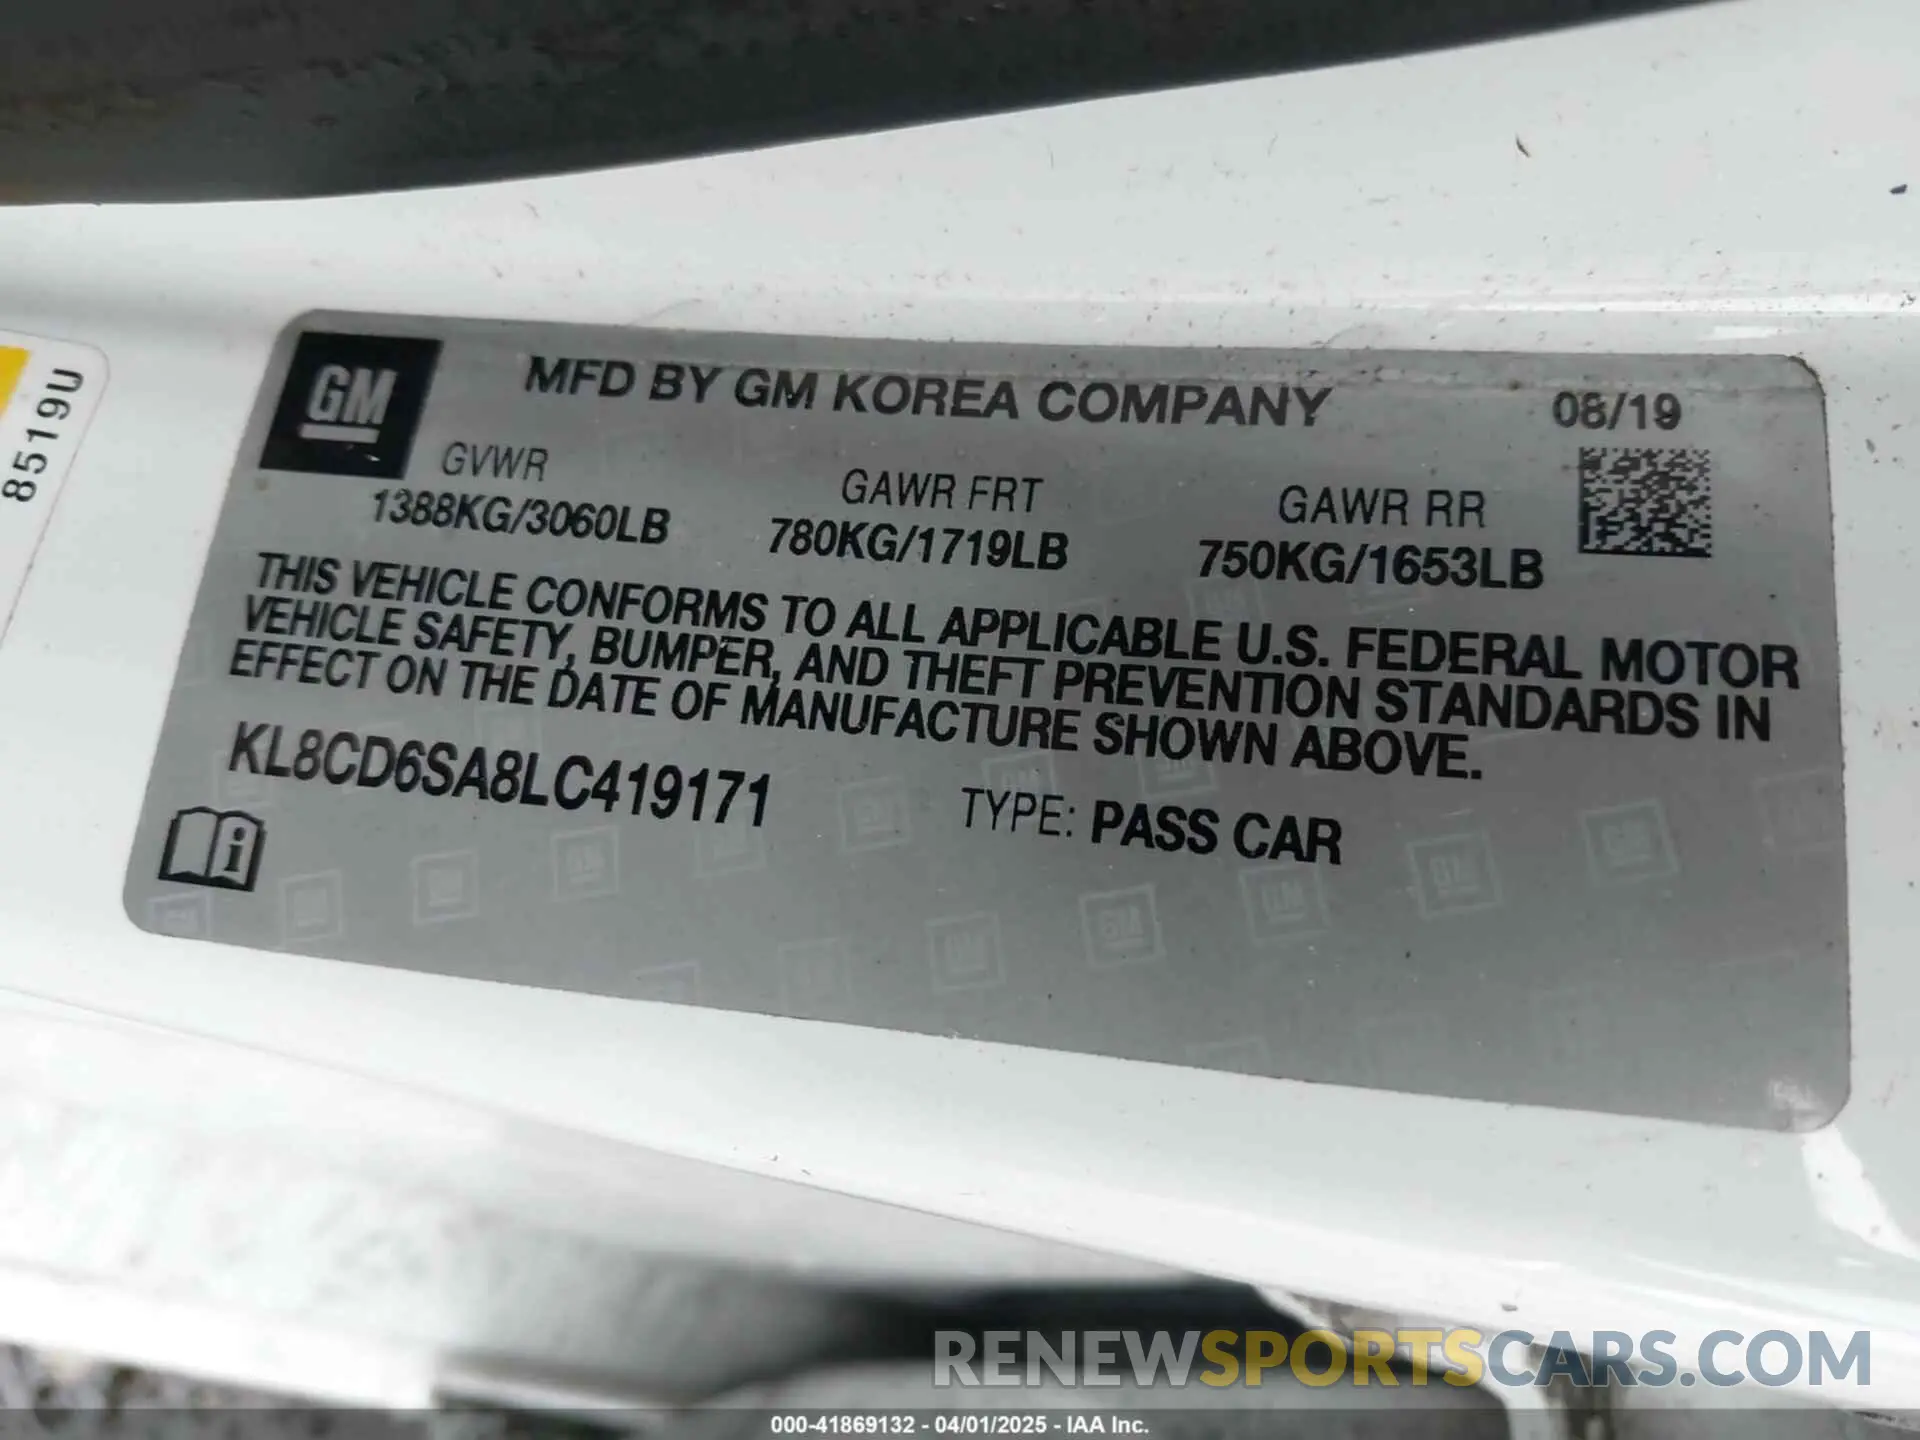 8519U
GM
MFD BY GM KOREA COMPANY
08/19
GVWR
GAWR FRT
GAWR RR
1388KG/3060LB
780KG/1719LB
750KG/1653LB
THIS VEHICLE CONFORMS TO ALL APPLICABLE U.S. FEDERAL MOTOR
VEHICLE SAFETY, BUMPER, AND THEFT PREVENTION STANDARDS IN
EFFECT ON THE DATE OF MANUFACTURE SHOWN ABOVE.
KL8CD6SA8LC419171
TYPE: PASS CAR
RENEWSPORTSCARS.COM
000-41869132 - 04/01/2025 - IAA Inc.